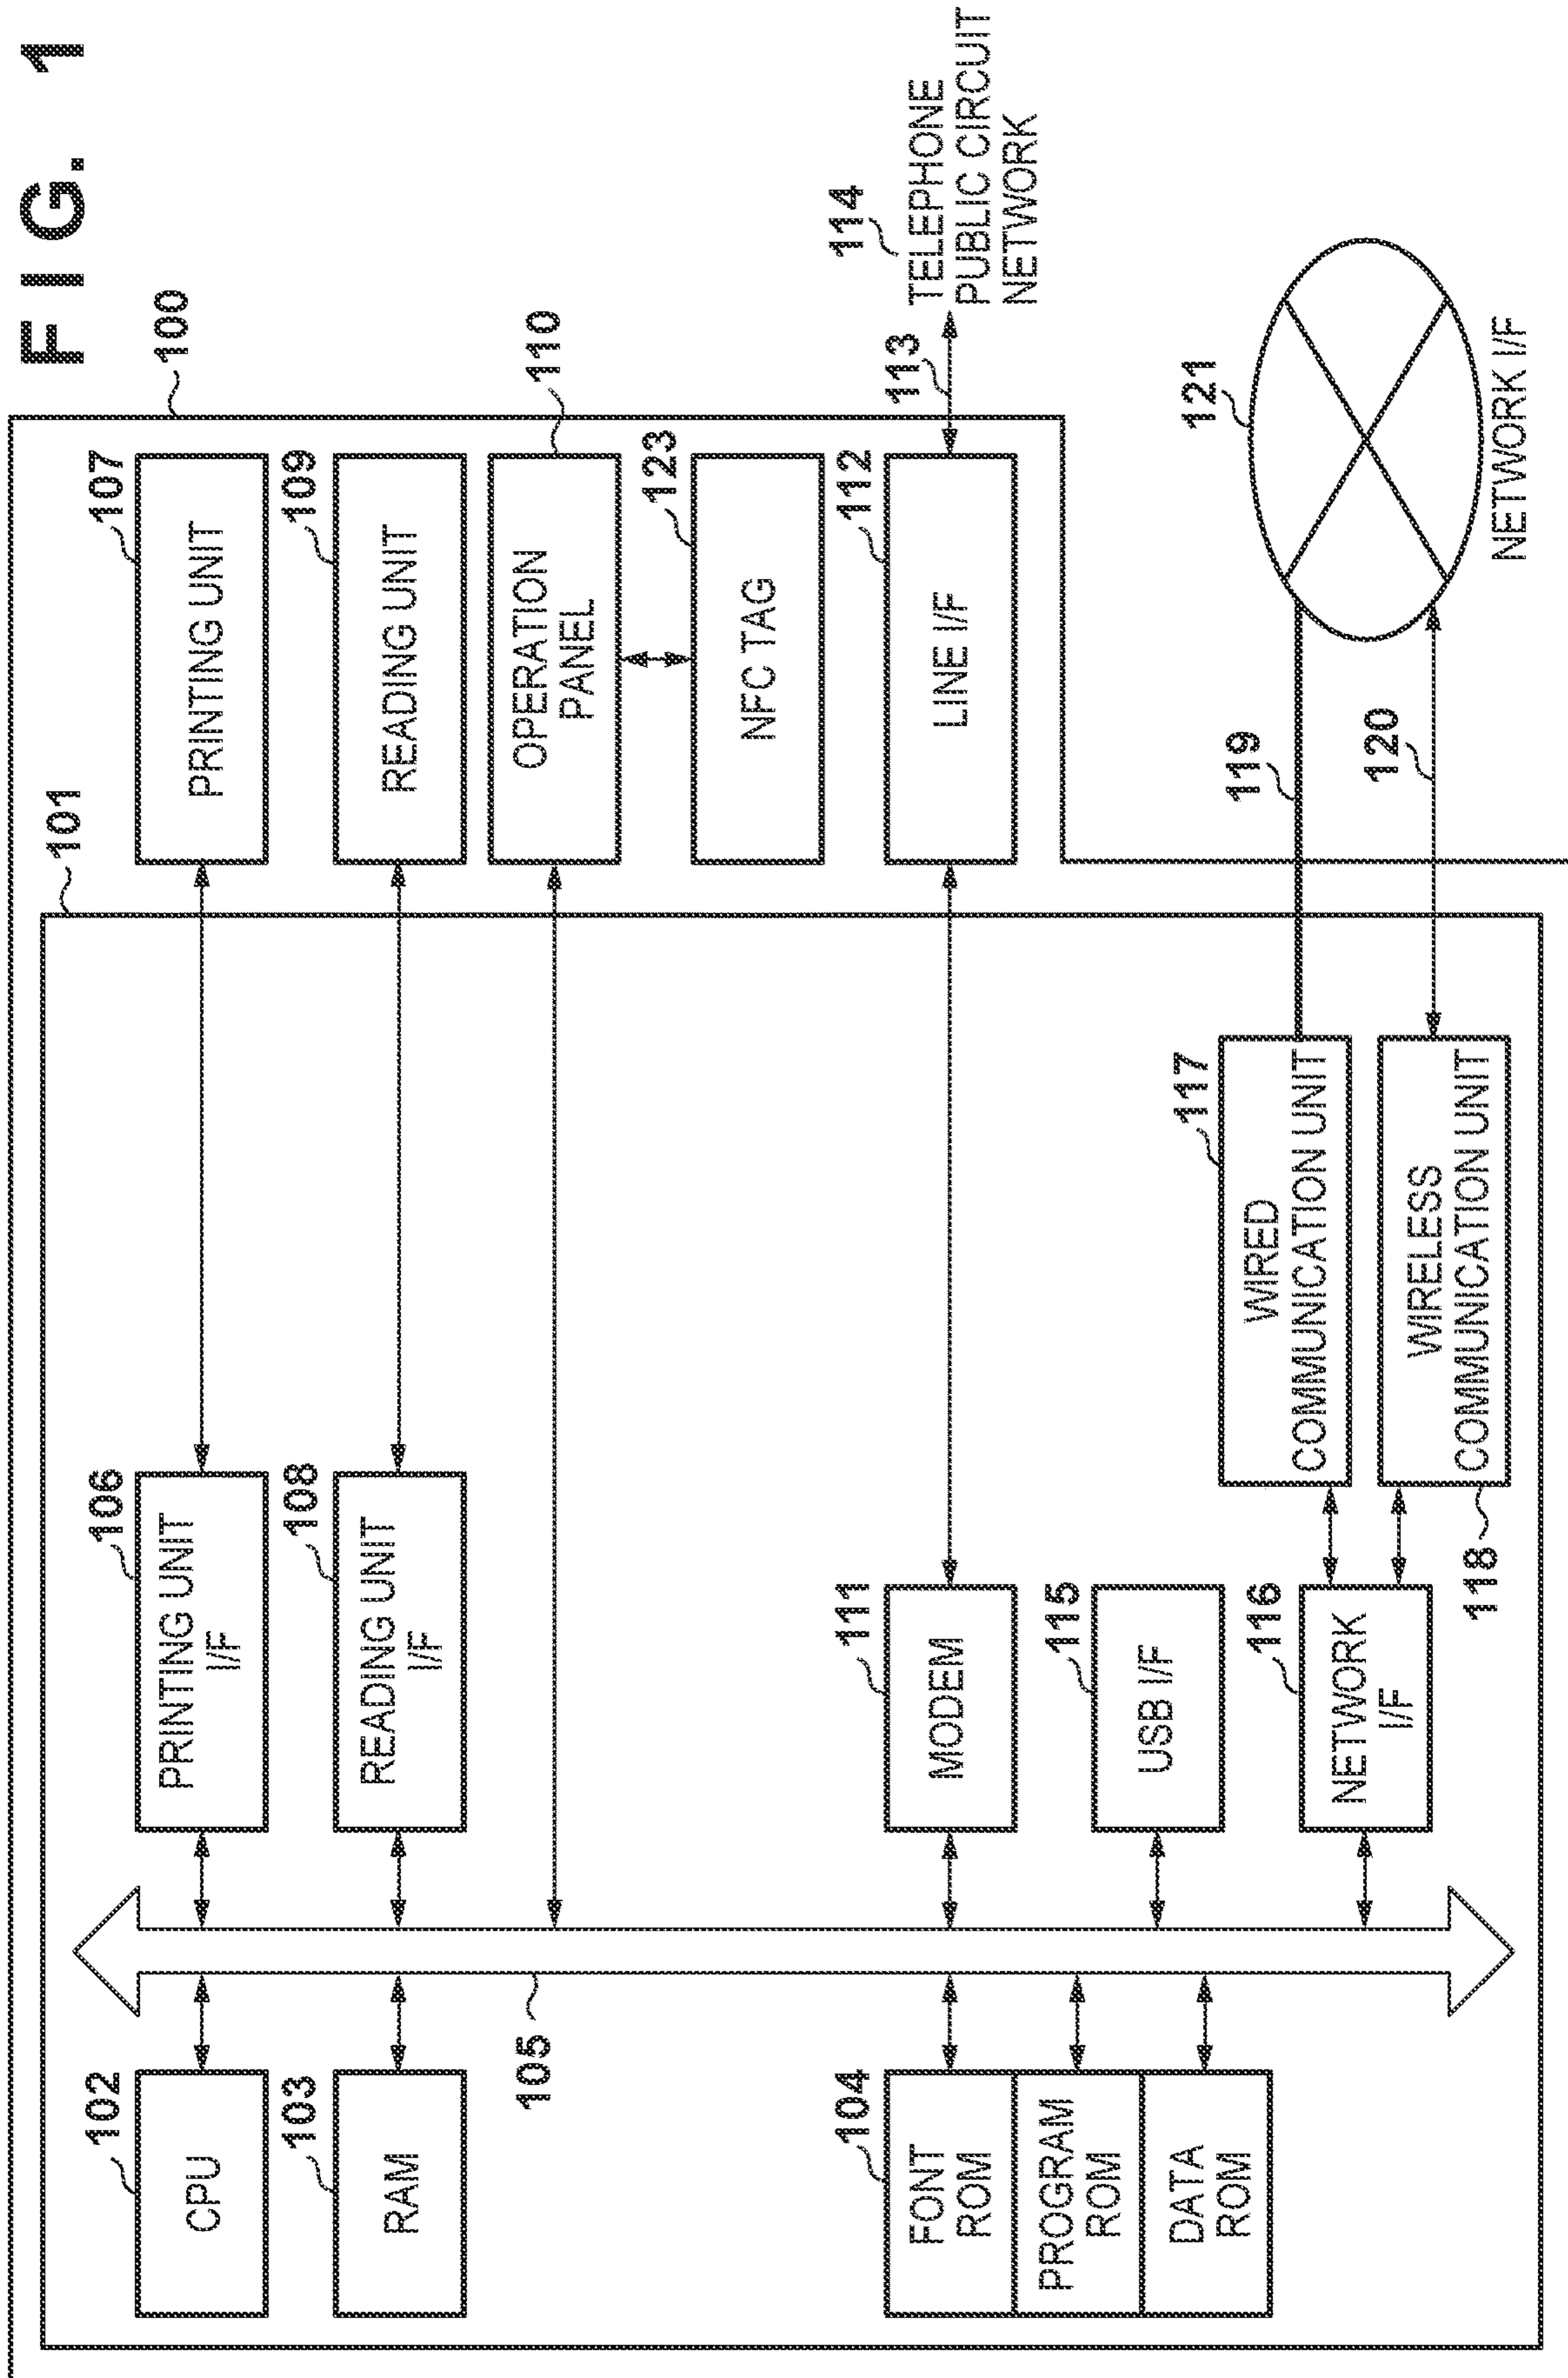 FIG. 1
100
101
102
CPU
106
PRINTING UNIT
I/F
107
PRINTING UNIT
103
RAM
108
READING UNIT
I/F
109
READING UNIT
105
110
OPERATION
PANEL
123
NFC TAG
104
FONT
ROM
PROGRAM
ROM
DATA
ROM
111
MODEM
112
LINE I/F
113
114
TELEPHONE
PUBLIC CIRCUIT
NETWORK
115
USB I/F
116
NETWORK
I/F
117
WIRED
COMMUNICATION UNIT
118
WIRELESS
COMMUNICATION UNIT
119
120
121
NETWORK I/F